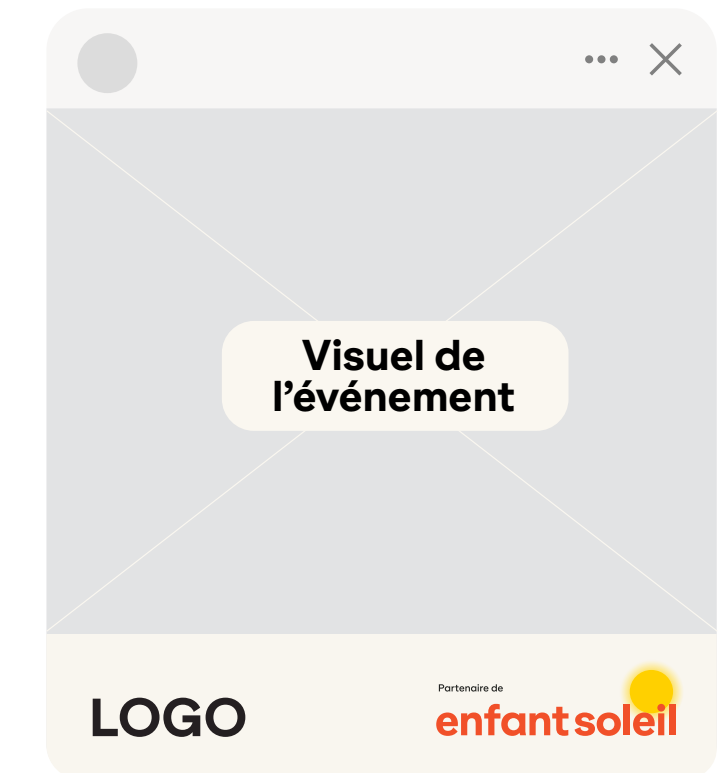 Visuel de
l’événement
LOGO
Partenaire de
enfant soleil